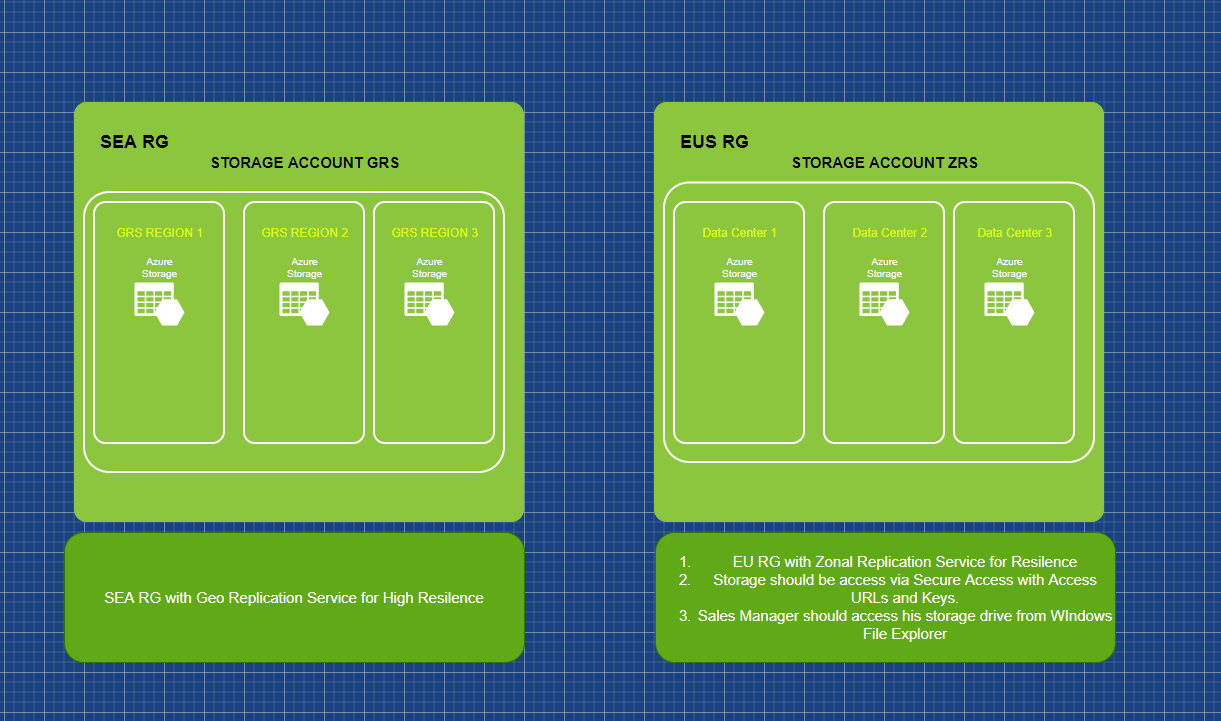 SEA RG
STORAGE ACCOUNT GRS
GRS REGION 1
GRS REGION 2
GRS REGION 3
Azure
Storage
Azure
Storage
Azure
Storage
SEA RG with Geo Replication Service for High Resilence
EUS RG
STORAGE ACCOUNT ZRS
Data Center 1
Data Center 2
Data Center 3
Azure
Storage
Azure
Storage
Azure
Storage
1. EU RG with Zonal Replication Service for Resilence
2. Storage should be access via Secure Access with Access
URLs and Keys.
3. Sales Manager should access his storage drive from WIndows
File Explorer